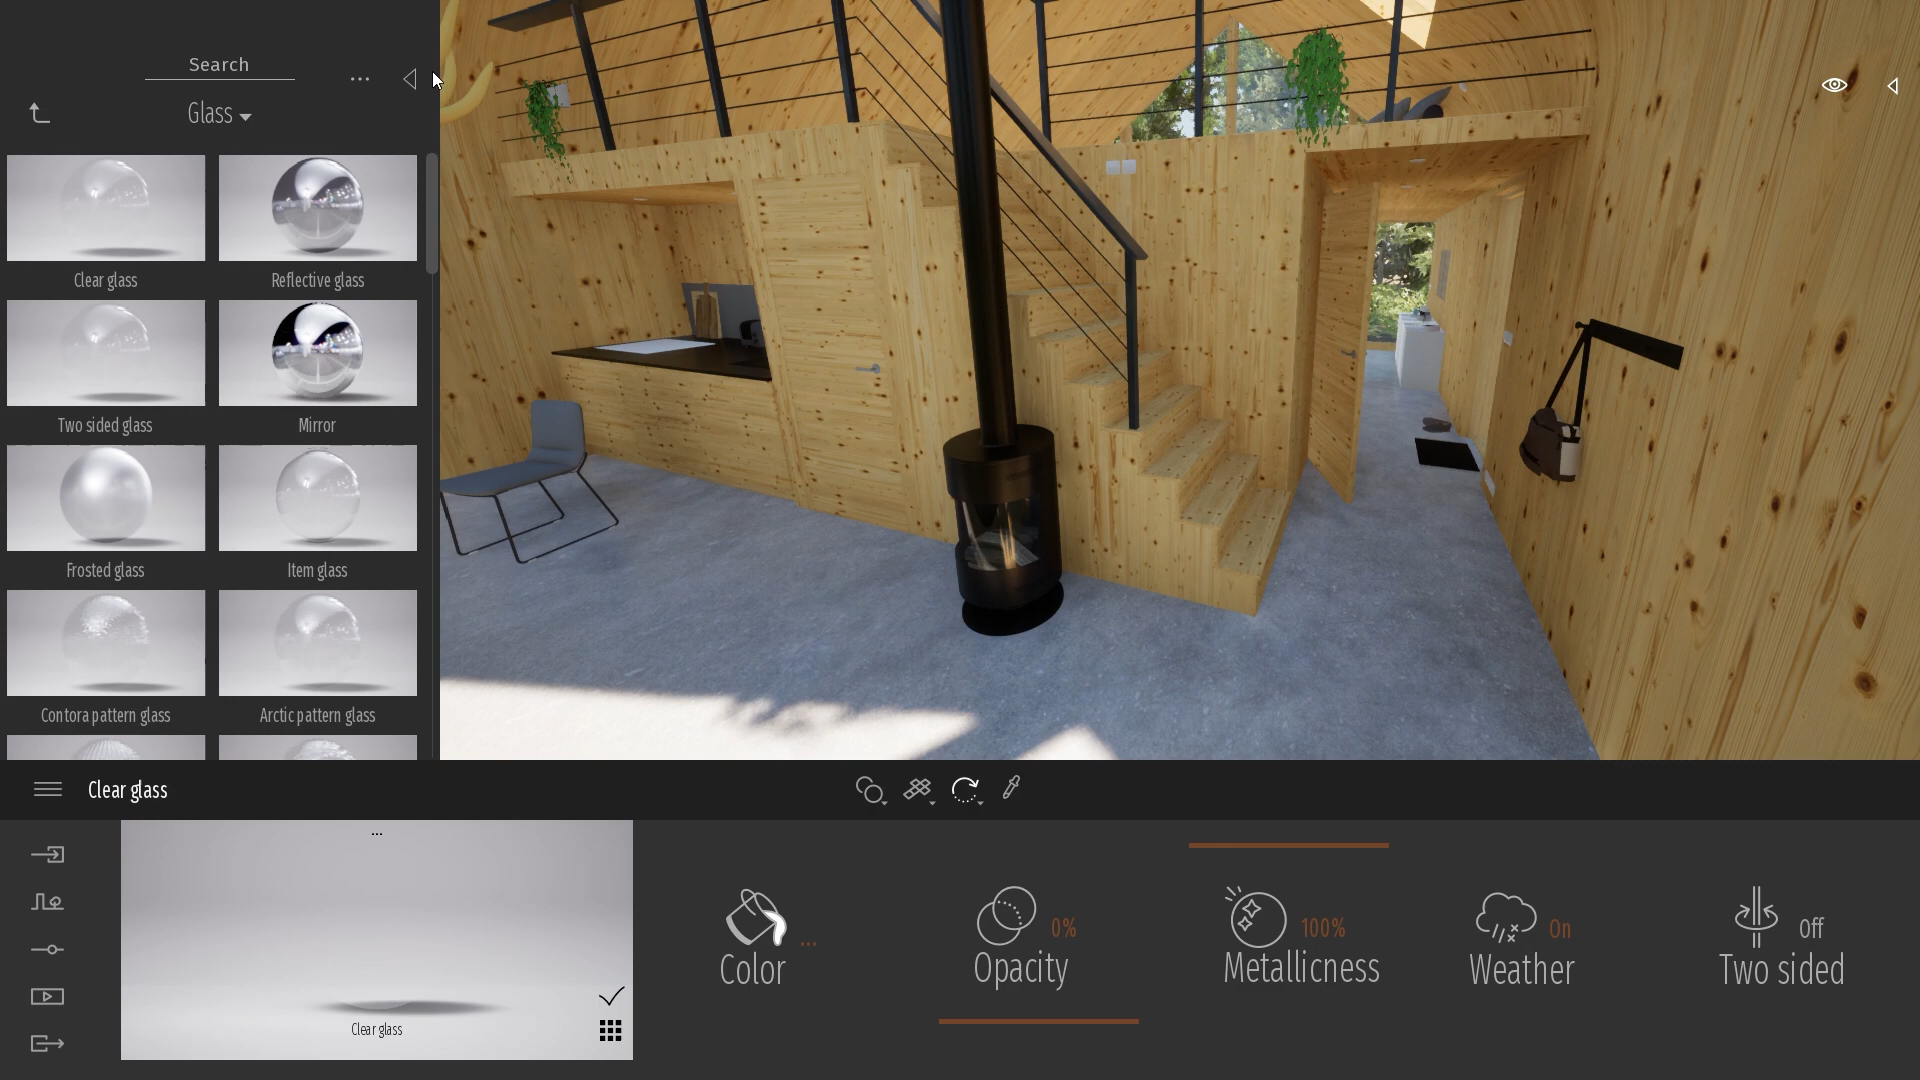 Search
...
Glass
Clear glass
Reflective glass
Two sided glass
Mirror
Frosted glass
Item glass
Contora pattern glass
Arctic pattern glass
Clear glass
...
Clear glass
Color ...
Opacity 0%
Metallicness 100%
Weather On
Two sided Off